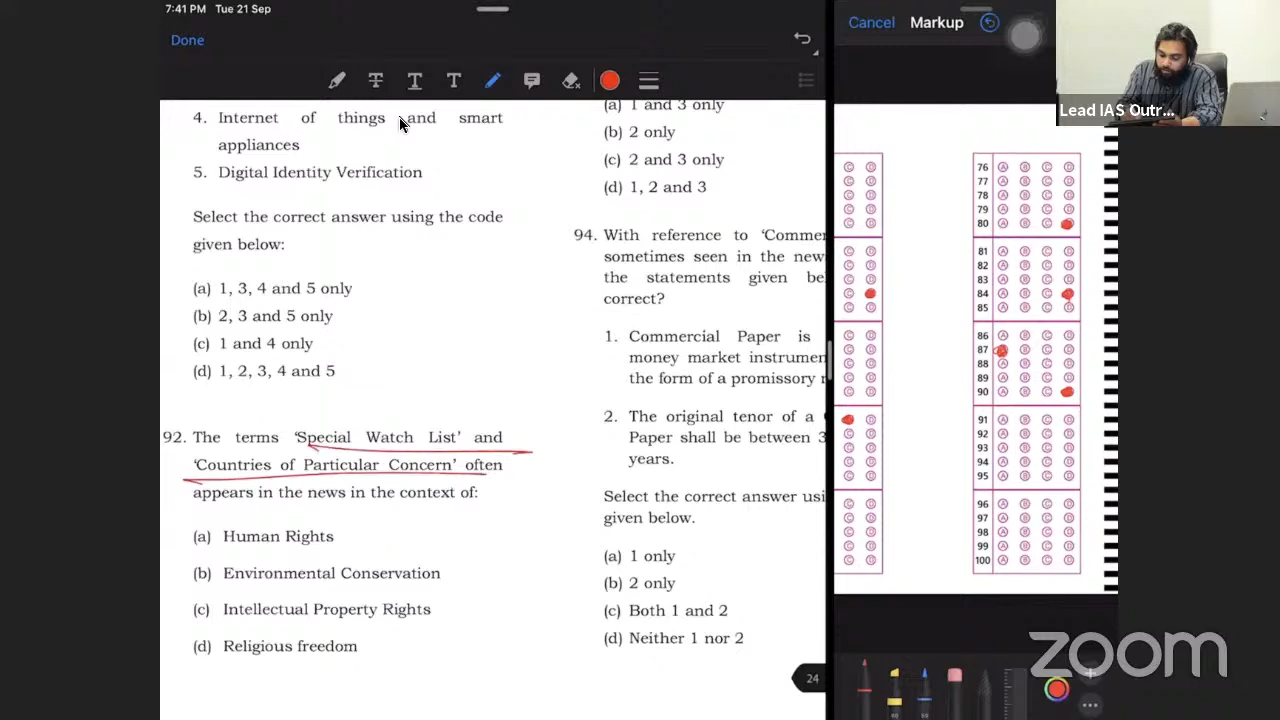 7:41 PM Tue 21 Sep
Done
4. Internet of things and smart
appliances
5. Digital Identity Verification
Select the correct answer using the code
given below:
(a) 1, 3, 4 and 5 only
(b) 2, 3 and 5 only
(c) 1 and 4 only
(d) 1, 2, 3, 4 and 5
92. The terms ‘Special Watch List’ and
‘Countries of Particular Concern’ often
appears in the news in the context of:
(a) Human Rights
(b) Environmental Conservation
(c) Intellectual Property Rights
(d) Religious freedom
(a) 1 and 3 only
(b) 2 only
(c) 2 and 3 only
(d) 1, 2 and 3
94. With reference to ‘Commer
sometimes seen in the new
the statements given be
correct?
1. Commercial Paper is
money market instrumen
the form of a promissory
2. The original tenor of a
Paper shall be between 3
years.
Select the correct answer usi
given below.
(a) 1 only
(b) 2 only
(c) Both 1 and 2
(d) Neither 1 nor 2
24
Cancel Markup
Lead IAS Outr...
76 A B C D
77 A B C D
78 A B C D
79 A B C D
80 A B C
81 A B C D
82 A B C D
83 A B C D
84 A B C
85 A B C D
86 A B C D
87 B C D
88 A B C D
89 A B C D
90 A B C
91 A B C D
92 A B C D
93 A B C D
94 A B C D
95 A B C D
96 A B C D
97 A B C D
98 A B C D
99 A B C D
100 A B C D
zoom